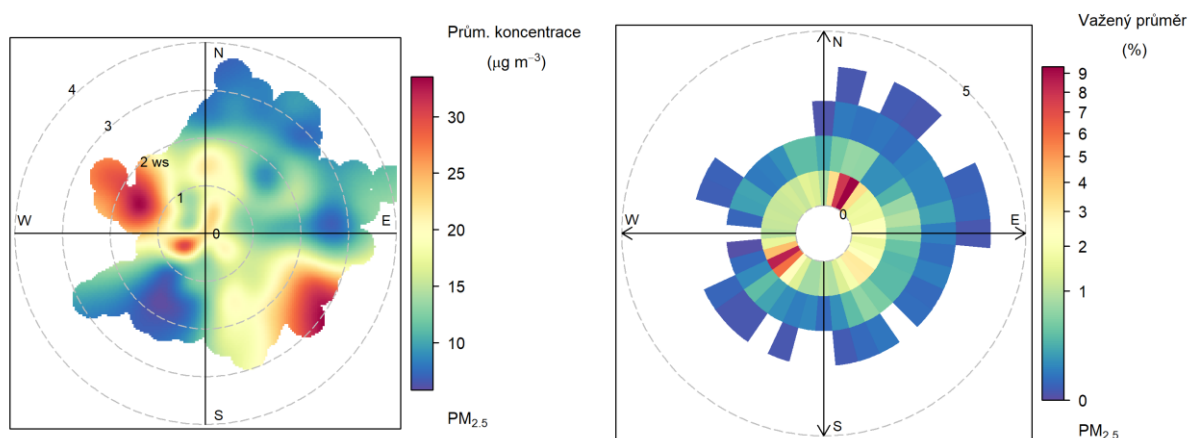 Prům. koncentrace
(μg m⁻³)
N
4
3
2 ws
1
W
0
E
S
30
25
20
15
10
PM₂.₅
Vážený průměr
(%)
N
5
0
W
E
S
9
8
7
6
5
4
3
2
1
0
PM₂.₅